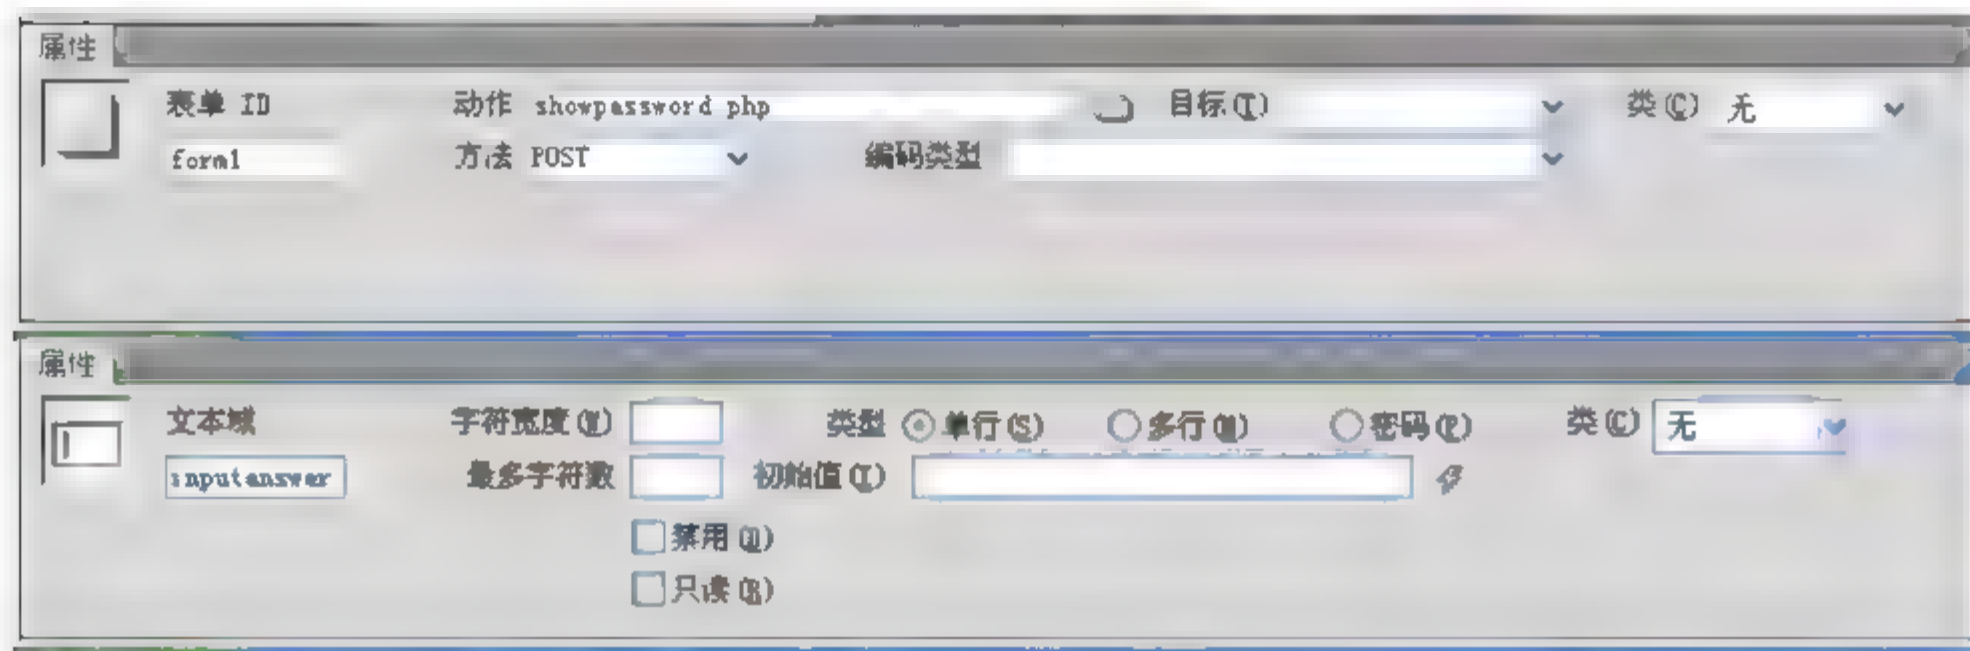 属性
表单 ID 动作 showpassword php 目标(T) 类(C) 无
form1 方法 POST 编码类型
属性
文本域 字符宽度(W) 类型 单行(S) 多行(M) 密码(P) 类(C) 无
inputanswer 最多字符数 初始值(I)
禁用(D)
只读(R)